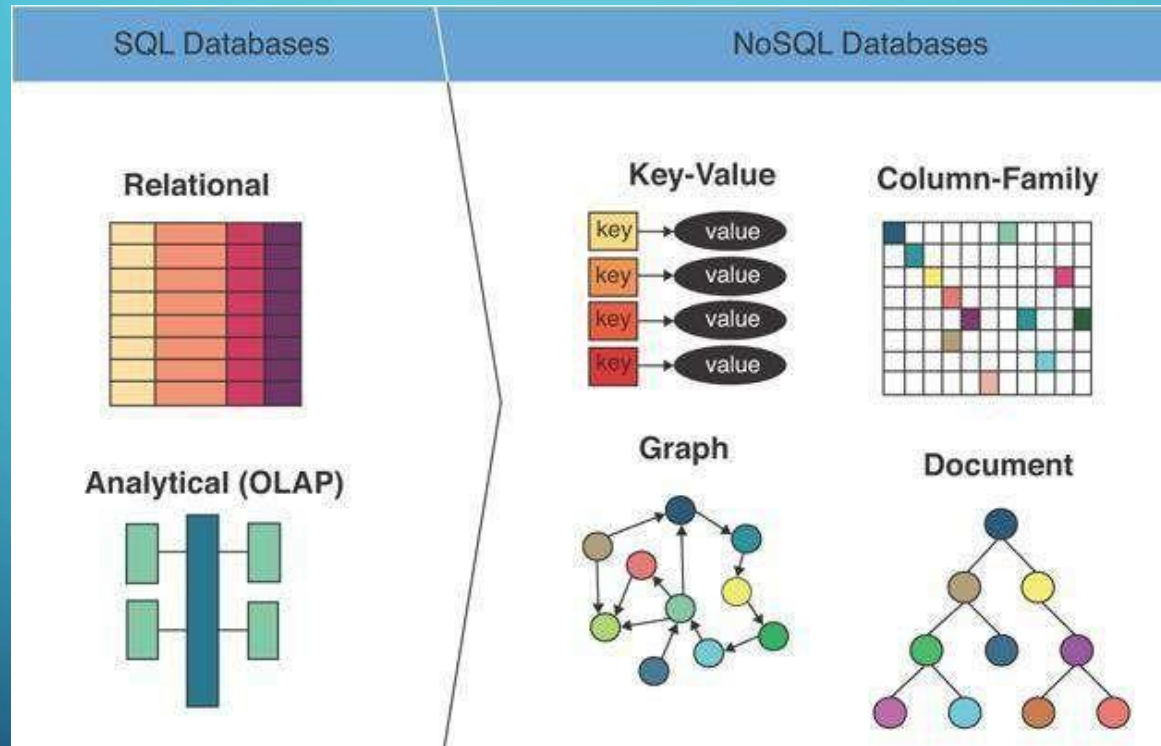 SQL Databases
NoSQL Databases
Relational
Analytical (OLAP)
Key-Value
key value
key value
key value
key value
Column-Family
Graph
Document